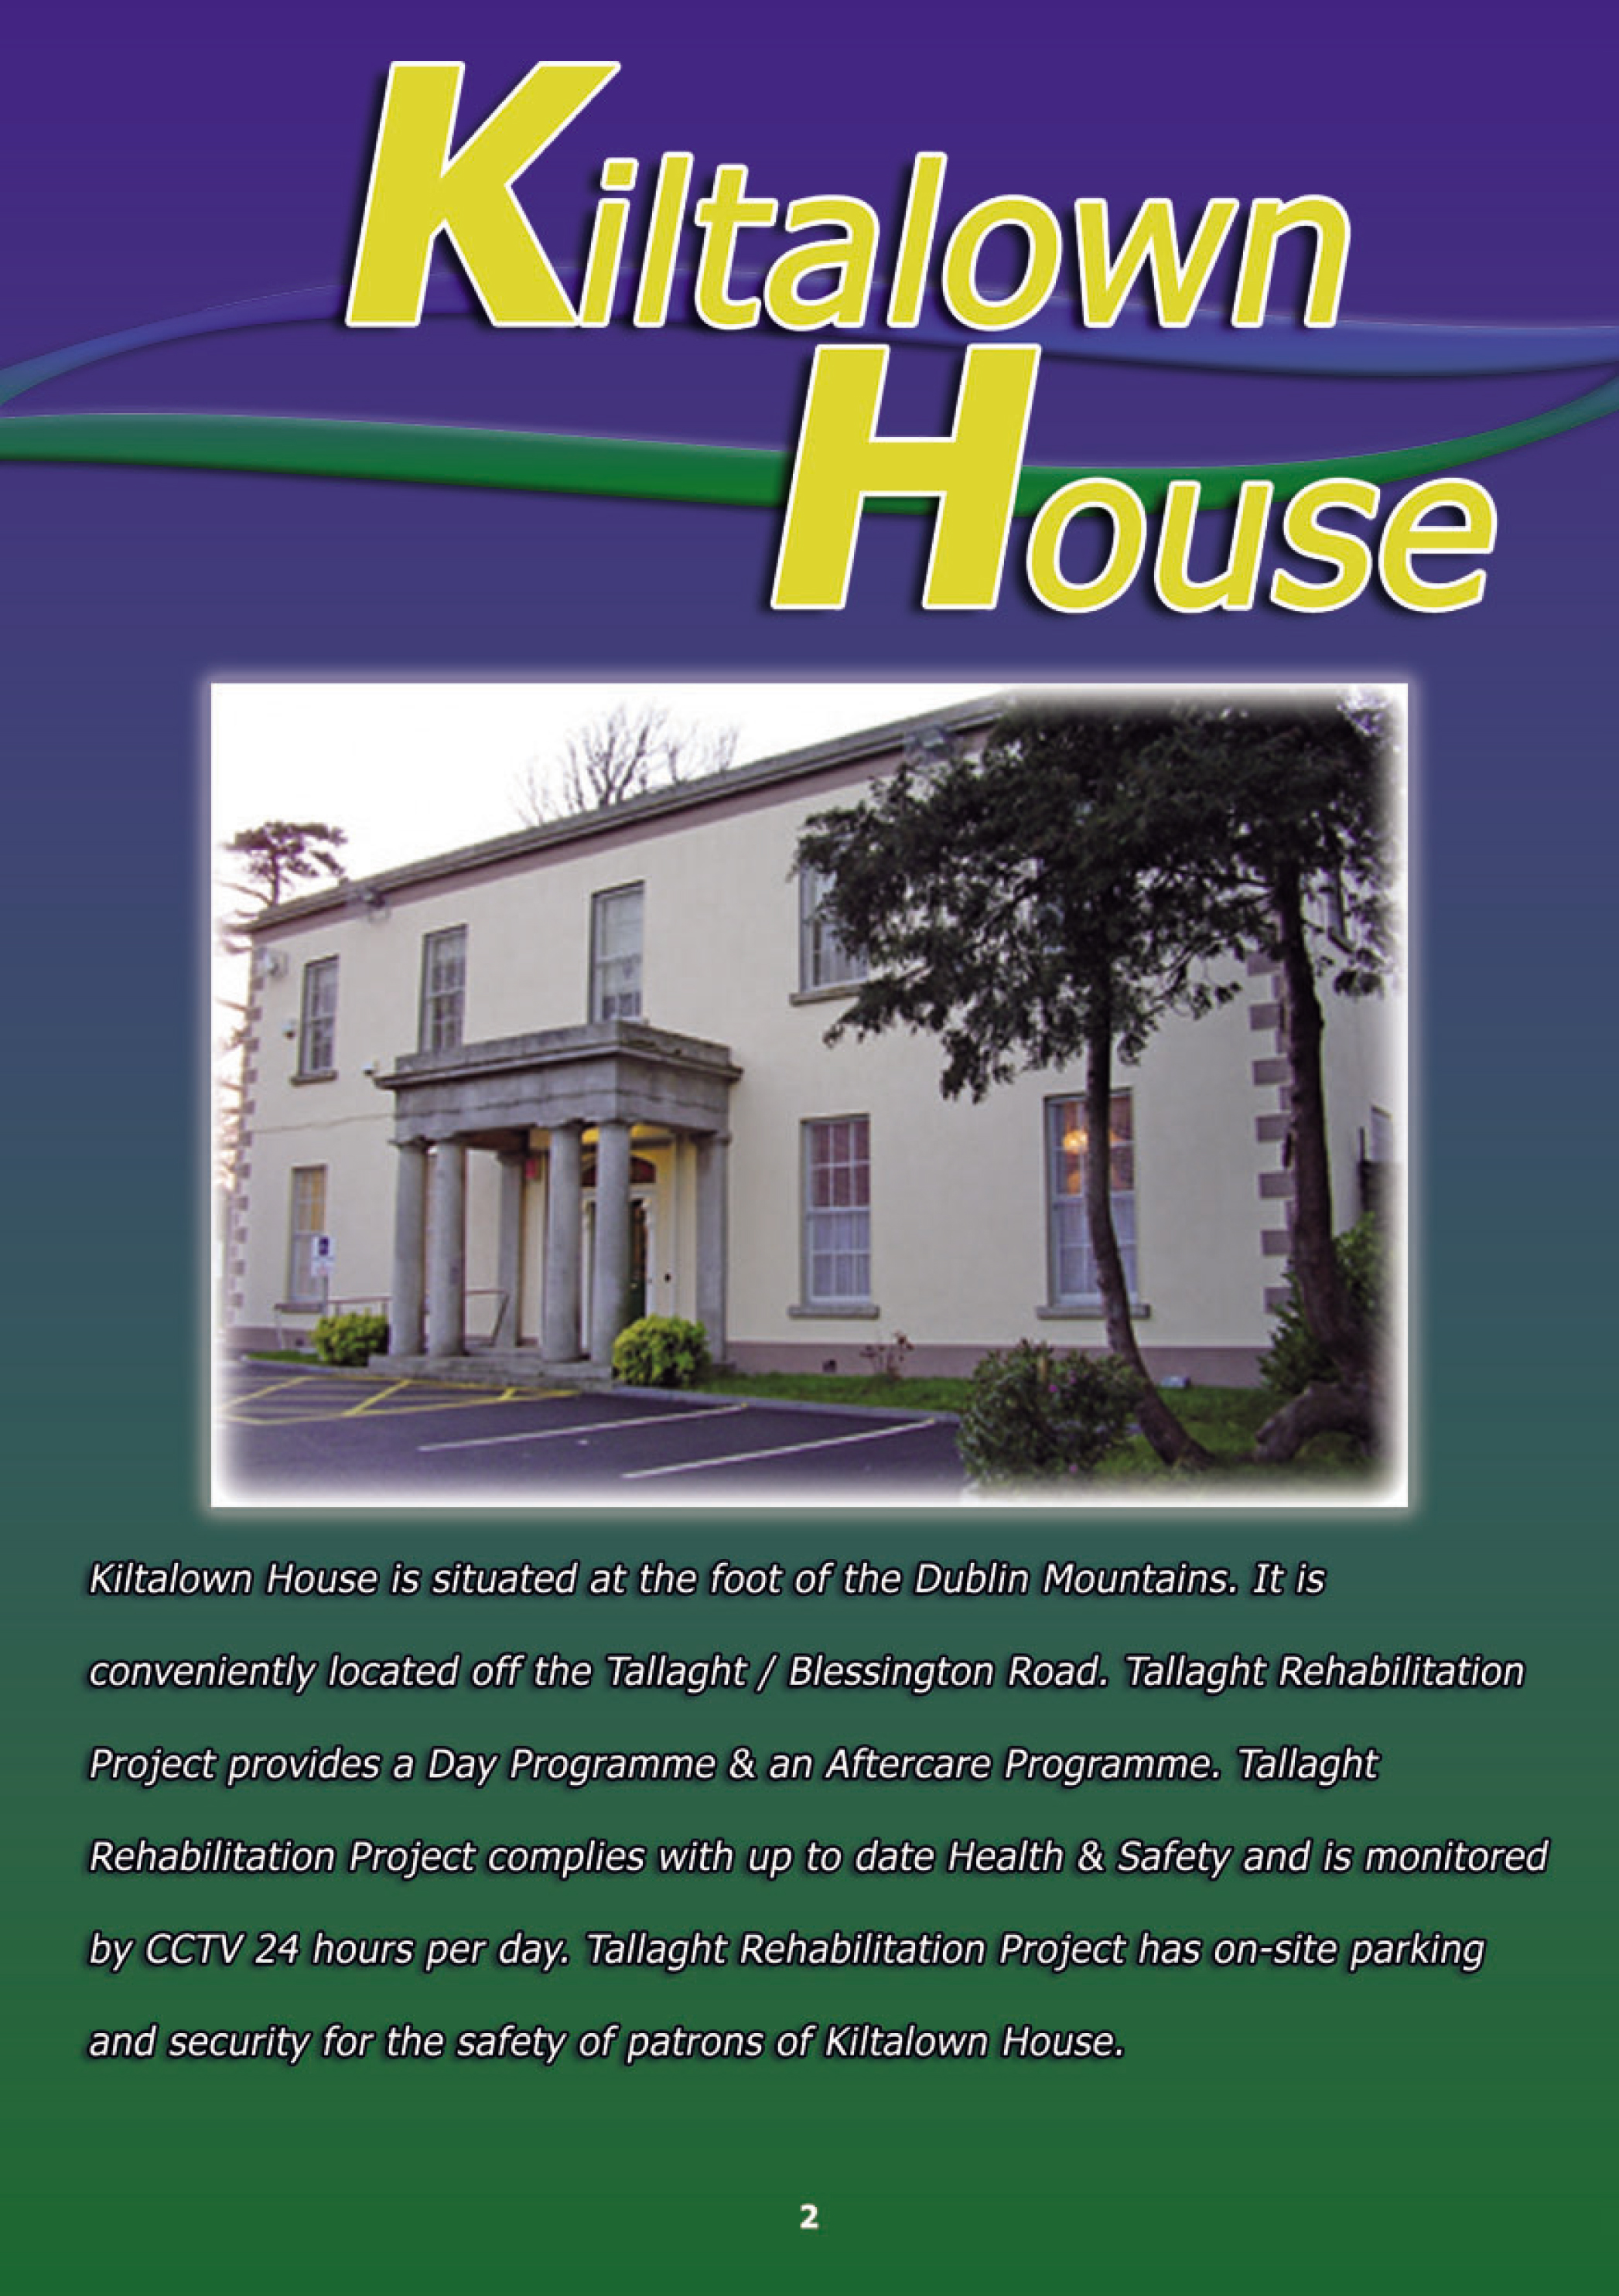 Kiltalown
House
Kiltalown House is situated at the foot of the Dublin Mountains. It is
conveniently located off the Tallaght / Blessington Road. Tallaght Rehabilitation
Project provides a Day Programme & an Aftercare Programme. Tallaght
Rehabilitation Project complies with up to date Health & Safety and is monitored
by CCTV 24 hours per day. Tallaght Rehabilitation Project has on-site parking
and security for the safety of patrons of Kiltalown House.
2